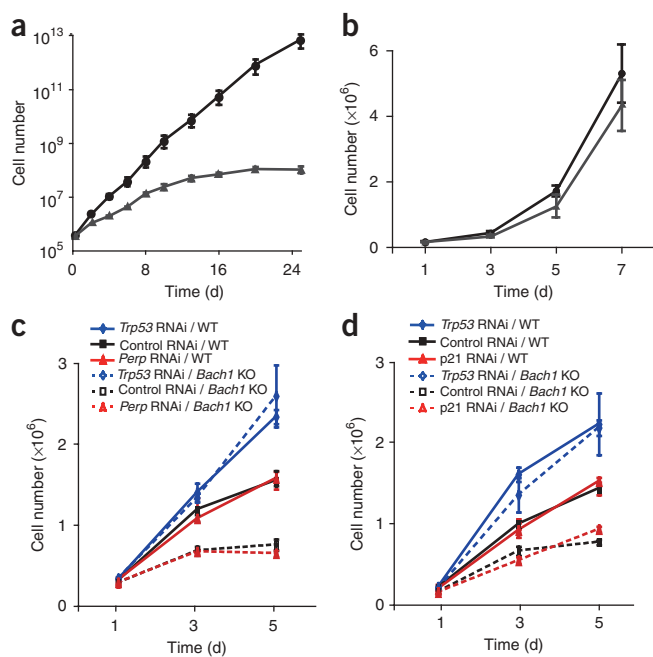 a
Cell number
10^13
10^11
10^9
10^7
10^5
0
8
16
24
Time (d)
b
Cell number (×10^6)
6
4
2
0
1
3
5
7
Time (d)
c
Trp53 RNAi / WT
Control RNAi / WT
Perp RNAi / WT
Trp53 RNAi / Bach1 KO
Control RNAi / Bach1 KO
Perp RNAi / Bach1 KO
Cell number (×10^6)
3
2
1
0
1
3
5
Time (d)
d
Trp53 RNAi / WT
Control RNAi / WT
p21 RNAi / WT
Trp53 RNAi / Bach1 KO
Control RNAi / Bach1 KO
p21 RNAi / Bach1 KO
Cell number (×10^6)
3
2
1
0
1
3
5
Time (d)